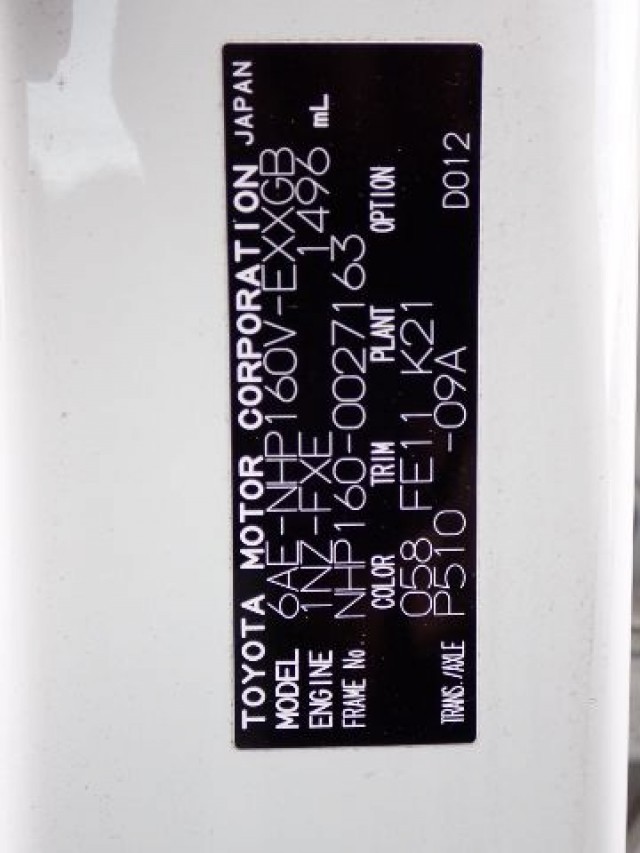 TOYOTA MOTOR CORPORATION JAPAN
MODEL 6AE-NHP160V-EXXGB
ENGINE 1NZ-FXE 1496 mL
FRAME No. NHP160-0027163
COLOR TRIM PLANT OPTION
058 FE11 K21
TRANS./AXLE P510 -09A D012